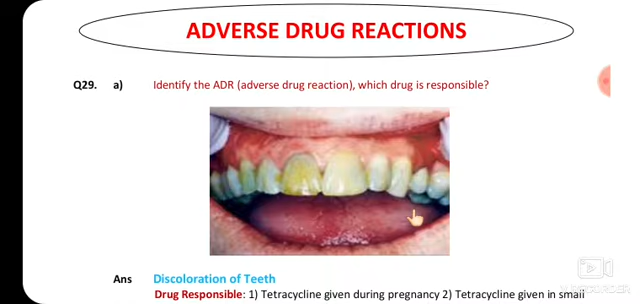 ADVERSE DRUG REACTIONS
Q29. a) Identify the ADR (adverse drug reaction), which drug is responsible?
Ans Discoloration of Teeth
Drug Responsible: 1) Tetracycline given during pregnancy 2) Tetracycline given in small